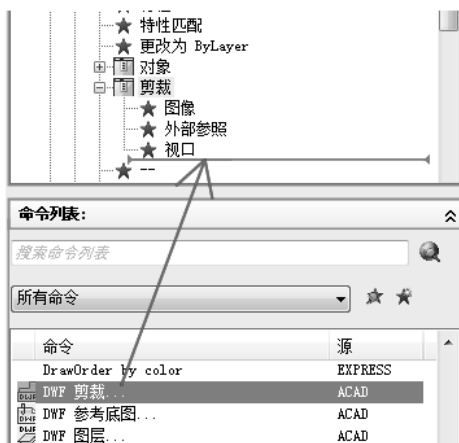 特性匹配
更改为 ByLayer
对象
剪裁
图像
外部参照
视口
--
命令列表:
搜索命令列表
所有命令
命令 源
DrawOrder by color EXPRESS
DWF 剪裁... ACAD
DWF 参考底图... ACAD
DWF 图层... ACAD